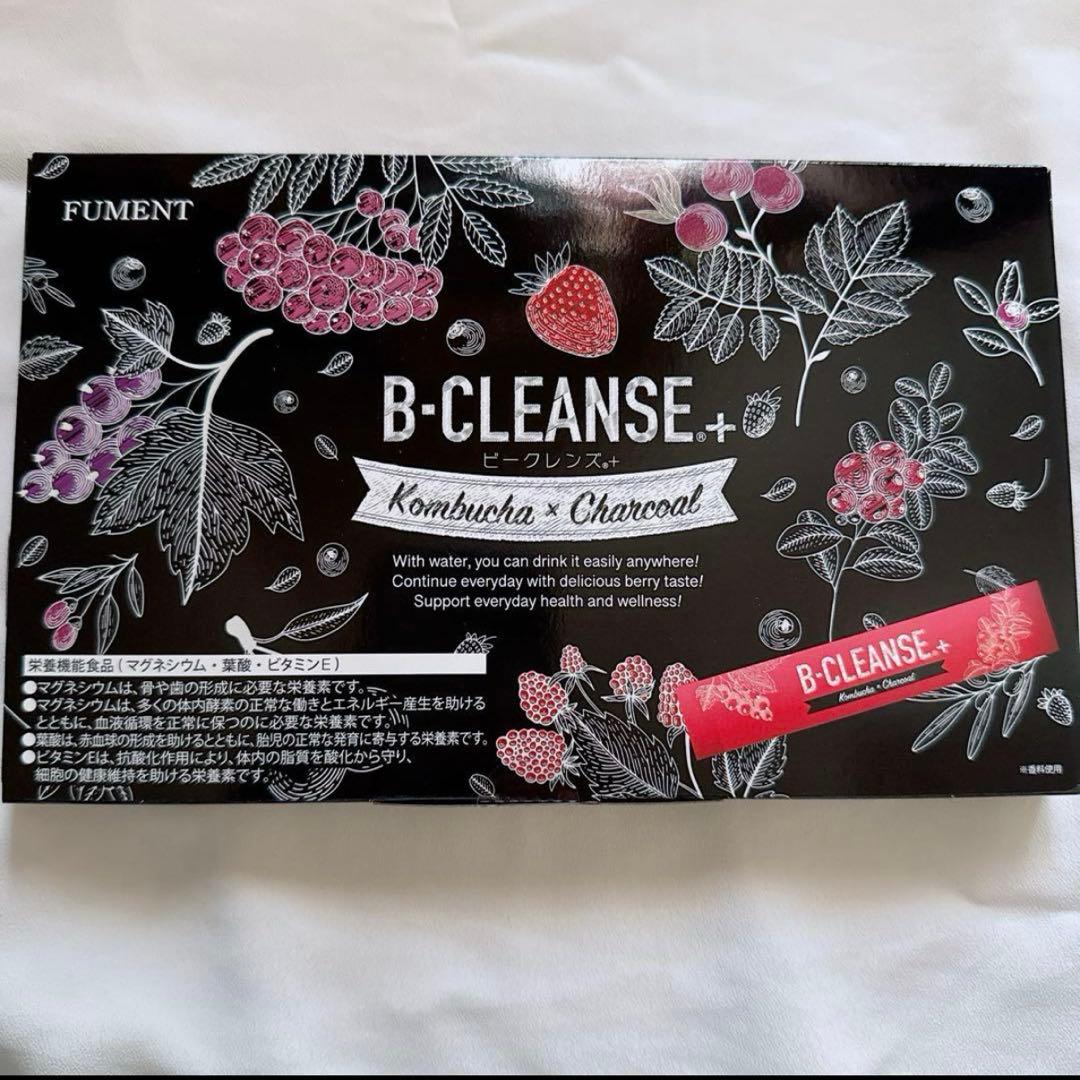 FUMENT
B-CLEANSE®+
ビークレンズ®+
Kombucha × Charcoal
With water, you can drink it easily anywhere!
Continue everyday with delicious berry taste!
Support everyday health and wellness!
栄養機能食品(マグネシウム・葉酸・ビタミンE)
●マグネシウムは、骨や歯の形成に必要な栄養素です。
●マグネシウムは、多くの体内酵素の正常な働きとエネルギー産生を助ける
とともに、血液循環を正常に保つのに必要な栄養素です。
●葉酸は、赤血球の形成を助けるとともに、胎児の正常な発育に寄与する栄養素です。
●ビタミンEは、抗酸化作用により、体内の脂質を酸化から守り、
細胞の健康維持を助ける栄養素です。
B-CLEANSE®+
Kombucha × Charcoal
※香料使用